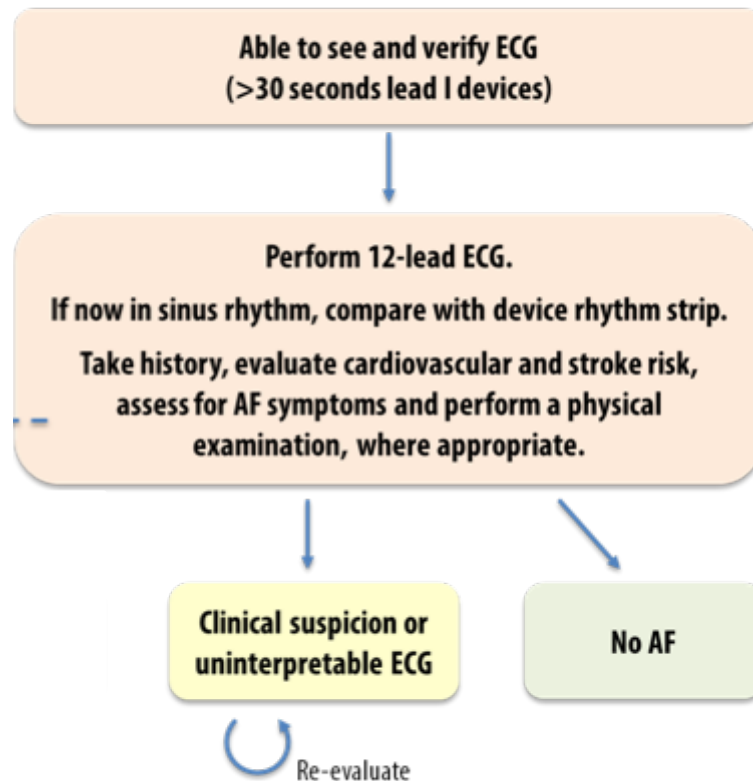 Able to see and verify ECG
(>30 seconds lead I devices)
Perform 12-lead ECG.
If now in sinus rhythm, compare with device rhythm strip.
Take history, evaluate cardiovascular and stroke risk,
assess for AF symptoms and perform a physical
examination, where appropriate.
Clinical suspicion or
uninterpretable ECG
No AF
Re-evaluate